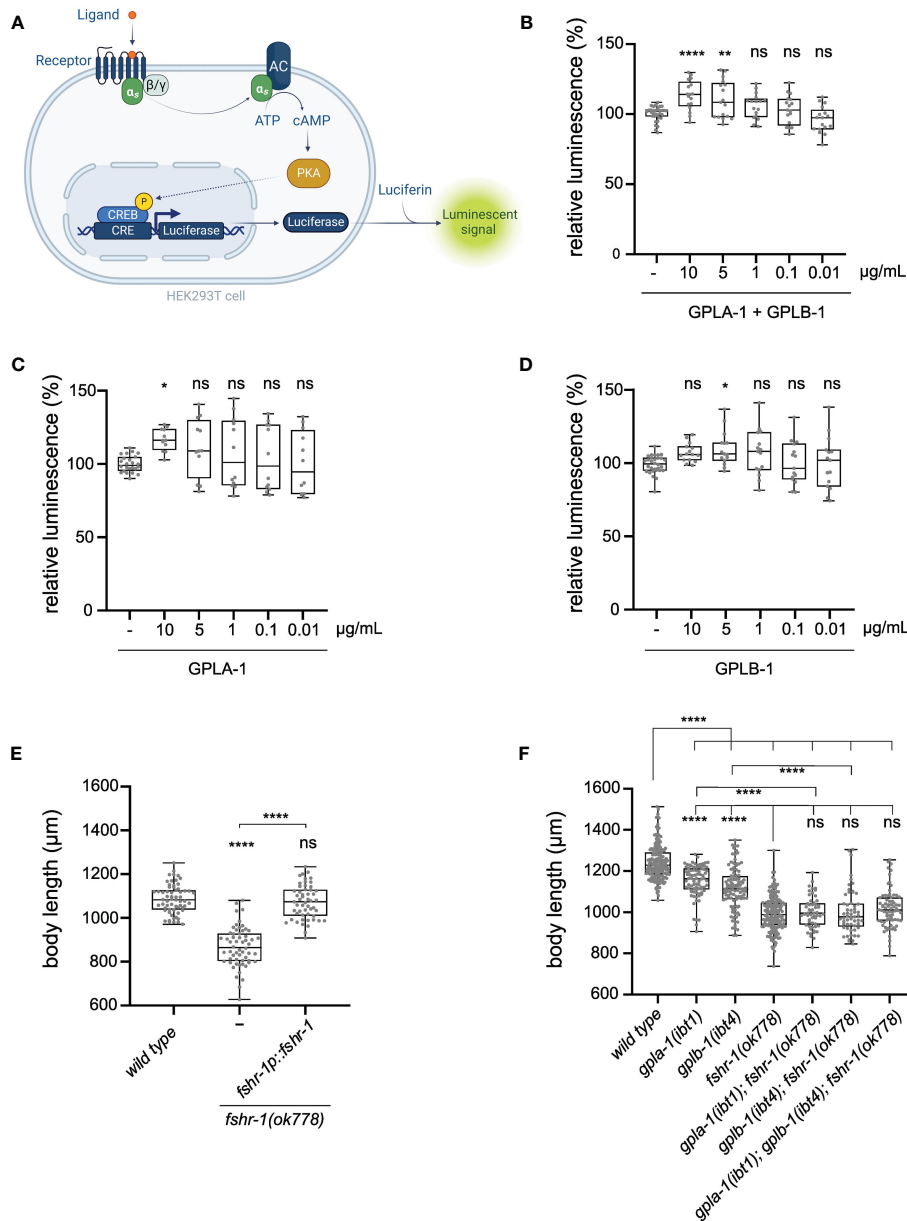 A
Ligand
Receptor
αs
β/γ
αs
AC
ATP
cAMP
PKA
P
CREB
CRE
Luciferase
Luciferase
Luciferin
Luminescent
signal
HEK293T cell
B
relative luminescence (%)
150
100
50
0
**** ** ns ns ns
- 10 5 1 0.1 0.01 µg/mL
GPLA-1 + GPLB-1
C
relative luminescence (%)
150
100
50
0
* ns ns ns ns
- 10 5 1 0.1 0.01 µg/mL
GPLA-1
D
relative luminescence (%)
150
100
50
0
ns * ns ns ns
- 10 5 1 0.1 0.01 µg/mL
GPLB-1
E
body length (µm)
1600
1400
1200
1000
800
600
****
**** ns
wild type
–
fshr-1p::fshr-1
fshr-1(ok778)
F
body length (µm)
1600
1400
1200
1000
800
600
****
****
****
**** **** ns ns ns
wild type
gpla-1(ibt1)
gplb-1(ibt4)
fshr-1(ok778)
gpla-1(ibt1); fshr-1(ok778)
gplb-1(ibt4); fshr-1(ok778)
gpla-1(ibt1); gplb-1(ibt4); fshr-1(ok778)